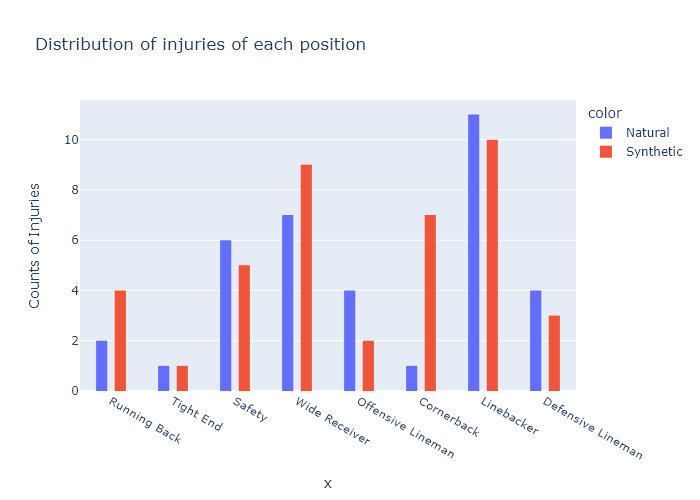 Distribution of injuries of each position
Counts of Injuries
10
8
6
4
2
0
Running Back
Tight End
Safety
Wide Receiver
Offensive Lineman
Cornerback
Linebacker
Defensive Lineman
x
color
Natural
Synthetic